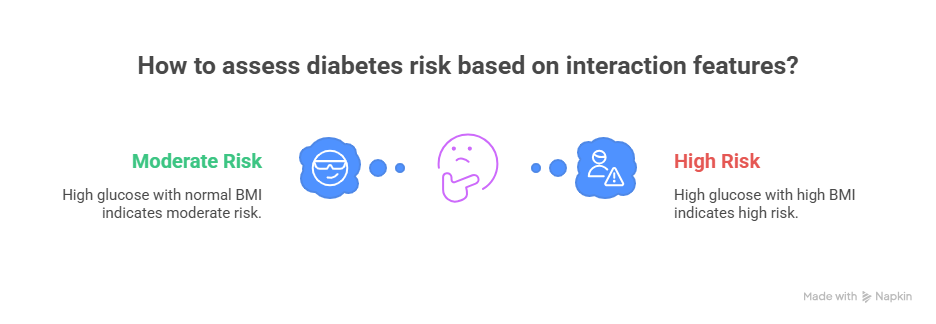 How to assess diabetes risk based on interaction features?
Moderate Risk
High glucose with normal BMI
indicates moderate risk.
High Risk
High glucose with high BMI
indicates high risk.
Made with Napkin